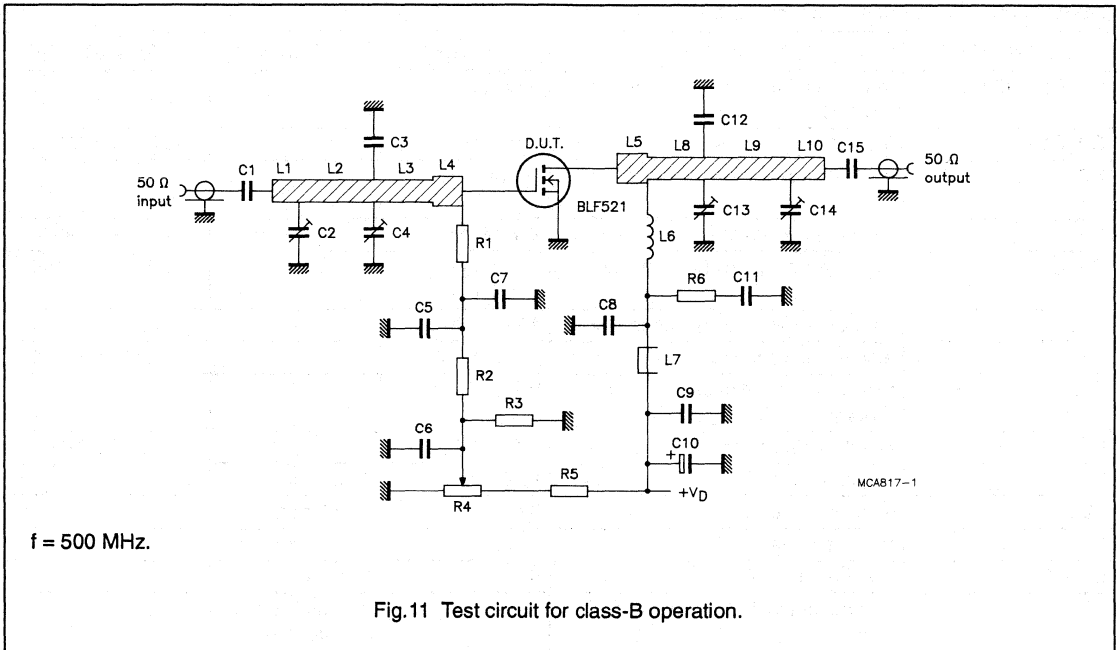 C12
C3
D.U.T.
L5
L8
L9
L10
C15
50 Ω
output
C1
L1
L2
L3
L4
50 Ω
input
BLF521
C2
C4
C13
C14
R1
L6
C7
R6
C11
C5
C8
R2
L7
R3
C9
C6
+
C10
R5
R4
+VD
MCA817-1
f = 500 MHz.
Fig.11 Test circuit for class-B operation.